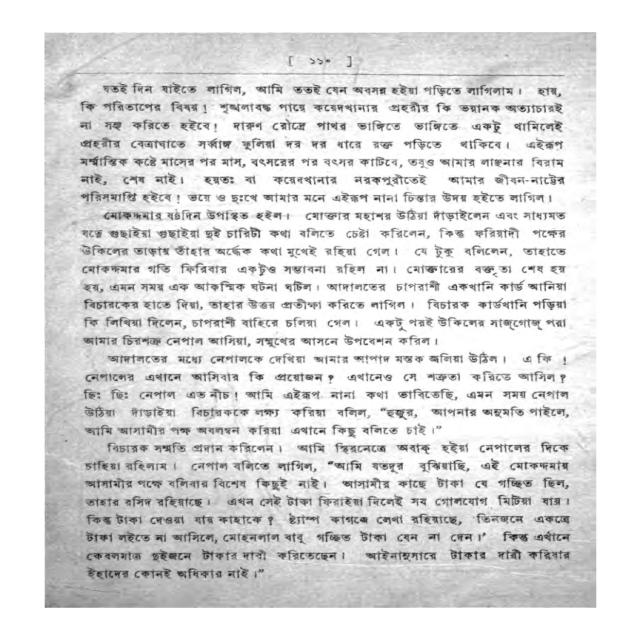 [ ১১০ ]
যতই দিন যাইতে লাগিল, আমি ততই যেন অবসন্ন হইয়া পড়িতে লাগিলাম। হায়,
কি পরিতাপের বিষয়! শৃঙ্খলাবদ্ধ পায়ে কয়েদখানার প্রহরীর কি ভয়ানক অত্যাচারই
না সহ্য করিতে হইবে! দারুণ রৌদ্রে পাথর ভাঙ্গিতে ভাঙ্গিতে একটু থামিলেই
প্রহরীর বেত্রাঘাতে সর্ব্বাঙ্গ ফুলিয়া দর দর ধারে রক্ত পড়িতে থাকিবে। এইরূপ
মর্ম্মান্তিক কষ্টে মাসের পর মাস, বৎসরের পর বৎসর কাটিবে, তবুও আমার লাঞ্ছনার বিরাম
নাই, শেষ নাই। হয়তঃ বা কয়েদখানার নরকপুরীতেই আমার জীবন-নাট্যের
পরিসমাপ্তি হইবে! ভয়ে ও দুঃখে আমার মনে এইরূপ নানা চিন্তার উদয় হইতে লাগিল।
মোকদ্দমার ষষ্ঠদিন উপস্থিত হইল। মোক্তার মহাশয় উঠিয়া দাঁড়াইলেন এবং সাধ্যমত
যত্নে গুছাইয়া গুছাইয়া দুই চারিটী কথা বলিতে চেষ্টা করিলেন, কিন্তু ফরিয়াদী পক্ষের
উকিলের তাড়ায় তাঁহার অর্দ্ধেক কথা মুখেই রহিয়া গেল। যে টুকু বলিলেন, তাহাতে
মোকদ্দমার গতি ফিরিবার একটুও সম্ভাবনা রহিল না। মোক্তারের বক্তৃতা শেষ হয়
হয়, এমন সময় এক আকস্মিক ঘটনা ঘটিল। আদালতের চাপরাশী একখানি কার্ড আনিয়া
বিচারকের হাতে দিয়া, তাহার উত্তর প্রতীক্ষা করিতে লাগিল। বিচারক কার্ডখানি পড়িয়া
কি লিখিয়া দিলেন, চাপরাশী বাহিরে চলিয়া গেল। একটু পরই উকিলের সাজ্‌গোজ্‌ পরা
আমার চিরশত্রু নেপাল আসিয়া, সম্মুখের আসনে উপবেশন করিল।
আদালতের মধ্যে নেপালকে দেখিয়া আমার আপাদ মস্তক জ্বলিয়া উঠিল। এ কি!
নেপালের এখানে আসিবার কি প্রয়োজন? এখানেও সে শত্রুতা করিতে আসিল?
ছিঃ ছিঃ নেপাল এত নীচ! আমি এইরূপ নানা কথা ভাবিতেছি, এমন সময় নেপাল
উঠিয়া দাঁড়াইয়া বিচারককে লক্ষ্য করিয়া বলিল, "হুজুর, আপনার অনুমতি পাইলে,
আমি আসামীর পক্ষ অবলম্বন করিয়া এখানে কিছু বলিতে চাই।"
বিচারক সম্মতি প্রদান করিলেন। আমি স্থিরনেত্রে অবাক্ হইয়া নেপালের দিকে
চাহিয়া রহিলাম। নেপাল বলিতে লাগিল, "আমি যতদূর বুঝিয়াছি, এই মোকদ্দমায়
আসামীর পক্ষে বলিবার বিশেষ কিছুই নাই। আসামীর কাছে টাকা যে গচ্ছিত ছিল,
তাহার রসিদ রহিয়াছে। এখন সেই টাকা ফিরাইয়া দিলেই সব গোলযোগ মিটিয়া যায়।
কিন্তু টাকা দেওয়া যায় কাহাকে? ষ্ট্যাম্প কাগজে লেখা রহিয়াছে, 'তিনজনে একত্রে
টাকা লইতে না আসিলে, মোহনলাল বাবু গচ্ছিত টাকা যেন না দেন।' কিন্তু এখানে
কেবলমাত্র দুইজনে টাকার দাবী করিতেছেন। আইনানুসারে টাকার দাবী করিবার
ইহাদের কোনই অধিকার নাই।"